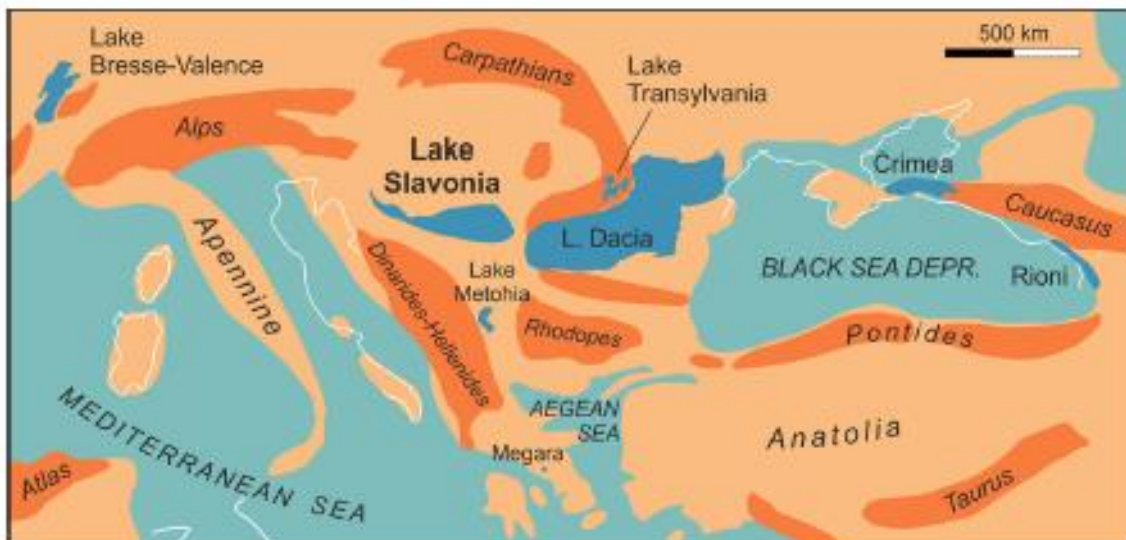 Lake
Bresse-Valence
Carpathians
Lake
Transylvania
500 km
Alps
Lake
Slavonia
Crimea
Caucasus
L. Dacia
Apennine
Dinarides-Hellenides
Lake
Metohia
BLACK SEA DEPR.
Rioni
Rhodopes
Pontides
MEDITERRANEAN SEA
AEGEAN
SEA
Anatolia
Megara
Atlas
Taurus